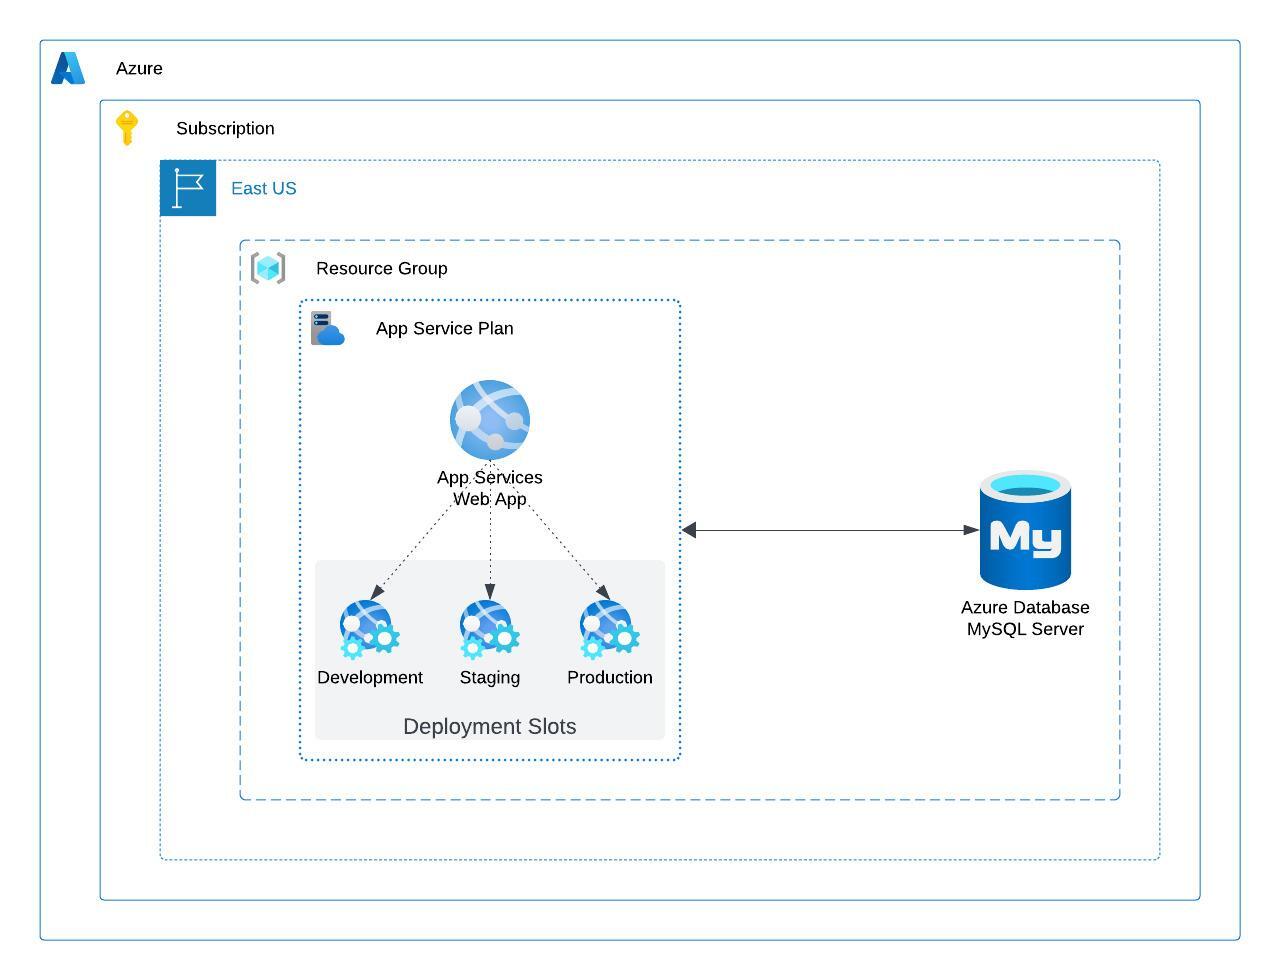 Azure
Subscription
East US
Resource Group
App Service Plan
App Services
Web App
My
Azure Database
MySQL Server
Development
Staging
Production
Deployment Slots